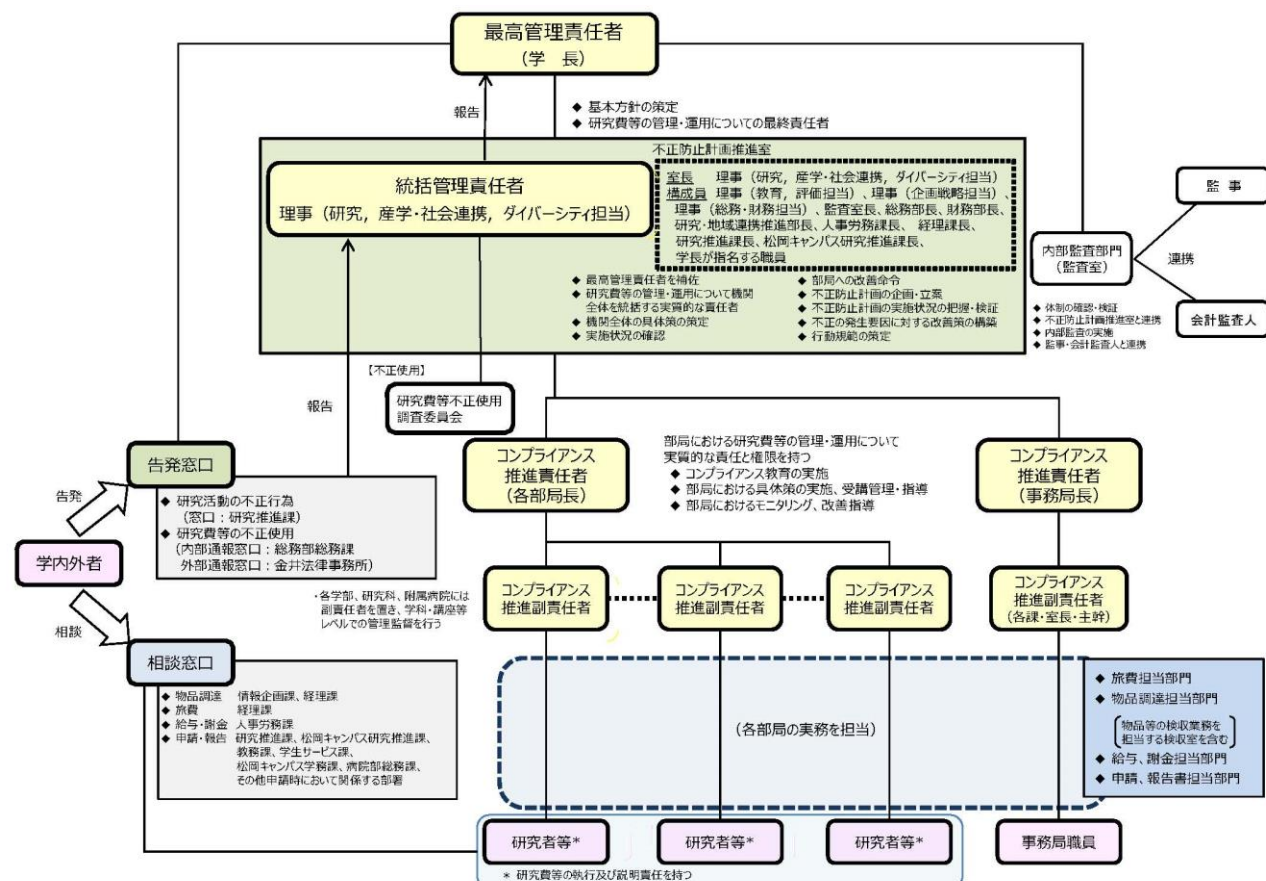 最高管理責任者
(学　長)
報告
◆ 基本方針の策定
◆ 研究費等の管理・運用についての最終責任者
不正防止計画推進室
統括管理責任者
理事（研究，産学・社会連携，ダイバーシティ担当）
室長　理事（研究，産学・社会連携，ダイバーシティ担当）
構成員 理事（教育，評価担当）、理事（企画戦略担当）、
理事（総務・財務担当）、監査室長、総務部長、財務部長、
研究・地域連携推進部長、人事労務課長、 経理課長、
研究推進課長、松岡キャンパス研究推進課長、
学長が指名する職員
◆ 最高管理責任者を補佐
◆ 研究費等の管理・運用について機関
全体を統括する実質的な責任者
◆ 機関全体の具体策の策定
◆ 実施状況の確認
◆ 部局への改善命令
◆ 不正防止計画の企画・立案
◆ 不正防止計画の実施状況の把握・検証
◆ 不正の発生要因に対する改善策の構築
◆ 行動規範の策定
監 事
内部監査部門
（監査室）
連携
会計監査人
◆ 体制の確認・検証
◆ 不正防止計画推進室と連携
◆ 内部監査の実施
◆ 監事・会計監査人と連携
【不正使用】
研究費等不正使用
調査委員会
報告
告発窓口
告発
◆ 研究活動の不正行為
（窓口：研究推進課）
◆ 研究費等の不正使用
（内部通報窓口：総務部総務課
外部通報窓口：金井法律事務所）
学内外者
相談
相談窓口
◆ 物品調達　情報企画課、経理課
◆ 旅費　経理課
◆ 給与・謝金 人事労務課
◆ 申請・報告 研究推進課、松岡キャンパス研究推進課、
教務課、学生サービス課、
松岡キャンパス学務課、病院部総務課、
その他申請時において関係する部署
コンプライアンス
推進責任者
（各部局長）
部局における研究費等の管理・運用について
実質的な責任と権限を持つ
◆ コンプライアンス教育の実施
◆ 部局における具体策の実施、受講管理・指導
◆ 部局におけるモニタリング、改善指導
コンプライアンス
推進責任者
（事務局長）
・各学部、研究科、附属病院には
副責任者を置き、学科・講座等
レベルでの管理監督を行う
コンプライアンス
推進副責任者
コンプライアンス
推進副責任者
コンプライアンス
推進副責任者
コンプライアンス
推進副責任者
（各課・室長・主幹）
（各部局の実務を担当）
◆ 旅費担当部門
◆ 物品調達担当部門
物品等の検収業務を
担当する検収室を含む
◆ 給与、謝金担当部門
◆ 申請、報告書担当部門
研究者等*
研究者等*
研究者等*
事務局職員
* 研究費等の執行及び説明責任を持つ